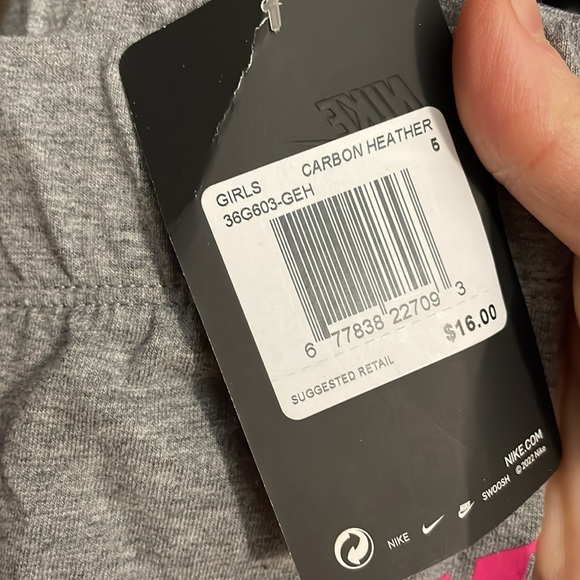 NIKE
GIRLS CARBON HEATHER
36G603-GEH 5
6 77838 22709 3
SUGGESTED RETAIL $16.00
NIKE.COM
© 2022 Nike
NIKE SWOOSH